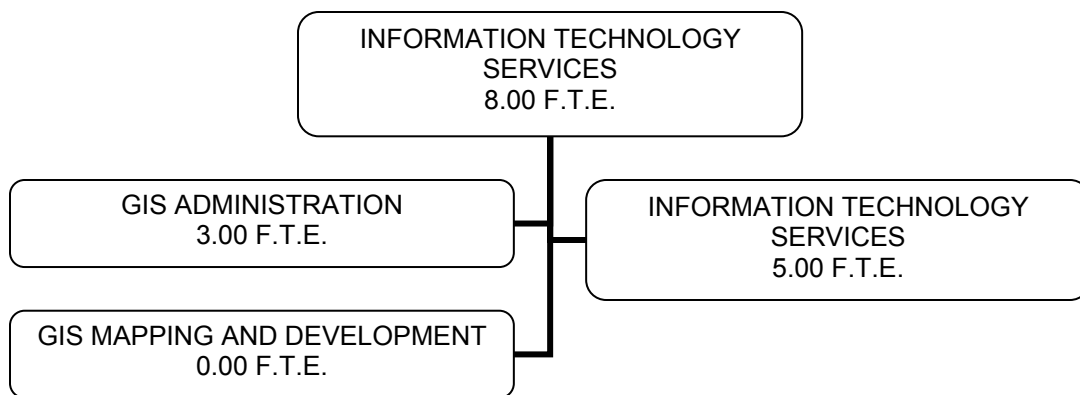 INFORMATION TECHNOLOGY
SERVICES
8.00 F.T.E.
GIS ADMINISTRATION
3.00 F.T.E.
INFORMATION TECHNOLOGY
SERVICES
5.00 F.T.E.
GIS MAPPING AND DEVELOPMENT
0.00 F.T.E.